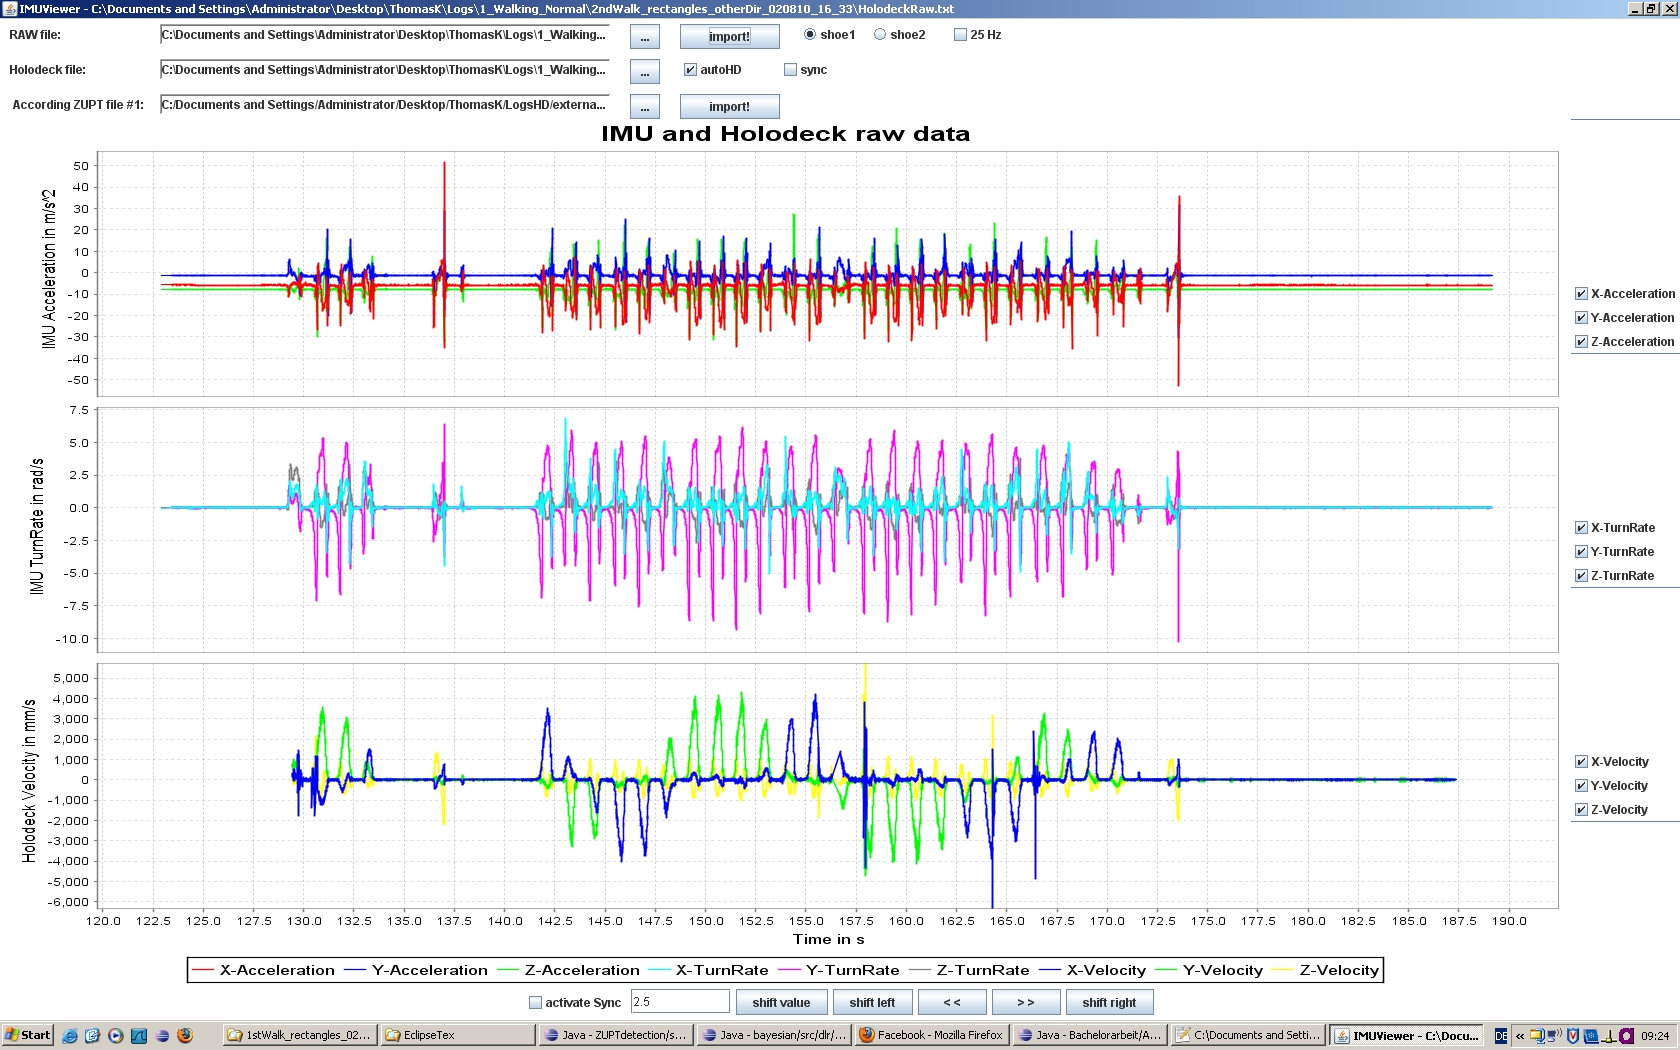 IMUViewer - C:\Documents and Settings\Administrator\Desktop\ThomasK\Logs\1_Walking_Normal\2ndWalk_rectangles_otherDir_020810_16_33\HolodeckRaw.txt
RAW file: C:\Documents and Settings\Administrator\Desktop\ThomasK\Logs\1_Walking... ... import! shoe1 shoe2 25 Hz
Holodeck file: C:\Documents and Settings\Administrator\Desktop\ThomasK\Logs\1_Walking... ... autoHD sync
According ZUPT file #1: C:/Documents and Settings/Administrator/Desktop/ThomasK/LogsHD/externa... ... import!
IMU and Holodeck raw data
IMU Acceleration in m/s^2
50
40
30
20
10
0
-10
-20
-30
-40
-50
X-Acceleration
Y-Acceleration
Z-Acceleration
IMU TurnRate in rad/s
7.5
5.0
2.5
0.0
-2.5
-5.0
-7.5
-10.0
X-TurnRate
Y-TurnRate
Z-TurnRate
Holodeck Velocity in mm/s
5,000
4,000
3,000
2,000
1,000
0
-1,000
-2,000
-3,000
-4,000
-5,000
-6,000
X-Velocity
Y-Velocity
Z-Velocity
120.0 122.5 125.0 127.5 130.0 132.5 135.0 137.5 140.0 142.5 145.0 147.5 150.0 152.5 155.0 157.5 160.0 162.5 165.0 167.5 170.0 172.5 175.0 177.5 180.0 182.5 185.0 187.5 190.0
Time in s
X-Acceleration Y-Acceleration Z-Acceleration X-TurnRate Y-TurnRate Z-TurnRate X-Velocity Y-Velocity Z-Velocity
activate Sync 2.5 shift value shift left << >> shift right
Start 1stWalk_rectangles_02... EclipseTex Java - ZUPTdetection/s... Java - bayesian/src/dlr/... Facebook - Mozilla Firefox Java - Bachelorarbeit/A... C:\Documents and Setti... IMUViewer - C:\Docu... DE « 09:24